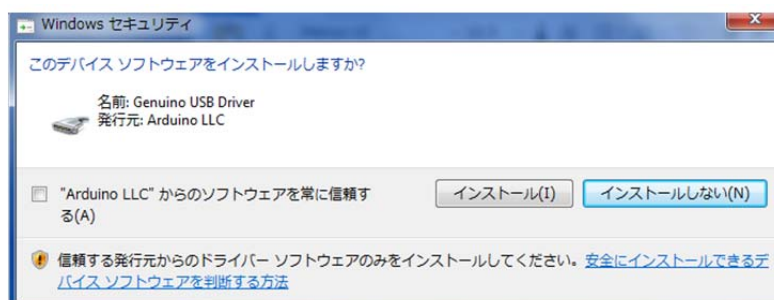 Windows セキュリティ
このデバイス ソフトウェアをインストールしますか?
名前: Genuino USB Driver
発行元: Arduino LLC
"Arduino LLC" からのソフトウェアを常に信頼す
る(A)
インストール(I)
インストールしない(N)
信頼する発行元からのドライバー ソフトウェアのみをインストールしてください。安全にインストールできるデ
バイス ソフトウェアを判断する方法